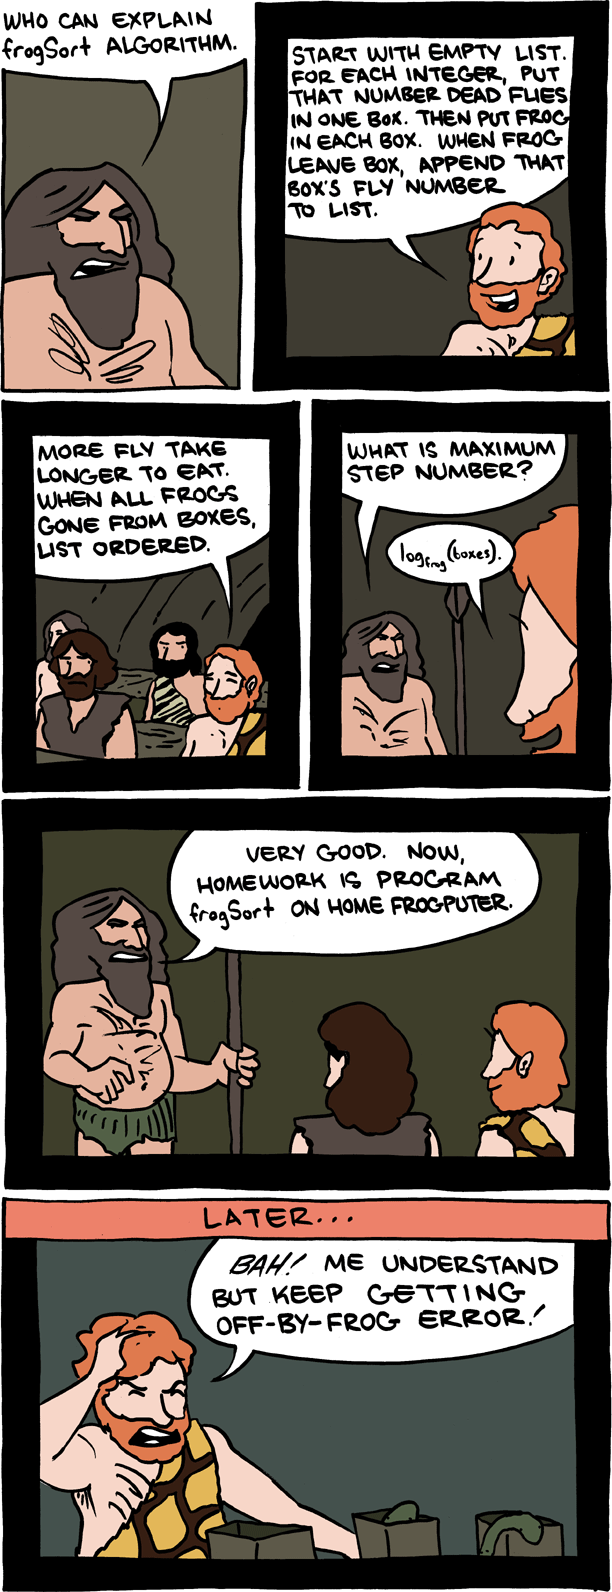 WHO CAN EXPLAIN
frogSort ALGORITHM.
START WITH EMPTY LIST.
FOR EACH INTEGER, PUT
THAT NUMBER DEAD FLIES
IN ONE BOX. THEN PUT FROG
IN EACH BOX. WHEN FROG
LEAVE BOX, APPEND THAT
BOX'S FLY NUMBER
TO LIST.
MORE FLY TAKE
LONGER TO EAT.
WHEN ALL FROGS
GONE FROM BOXES,
LIST ORDERED.
WHAT IS MAXIMUM
STEP NUMBER?
log frog (boxes).
VERY GOOD. NOW,
HOMEWORK IS PROGRAM
frogSort ON HOME FROGPUTER.
LATER...
BAH! ME UNDERSTAND
BUT KEEP GETTING
OFF-BY-FROG ERROR!